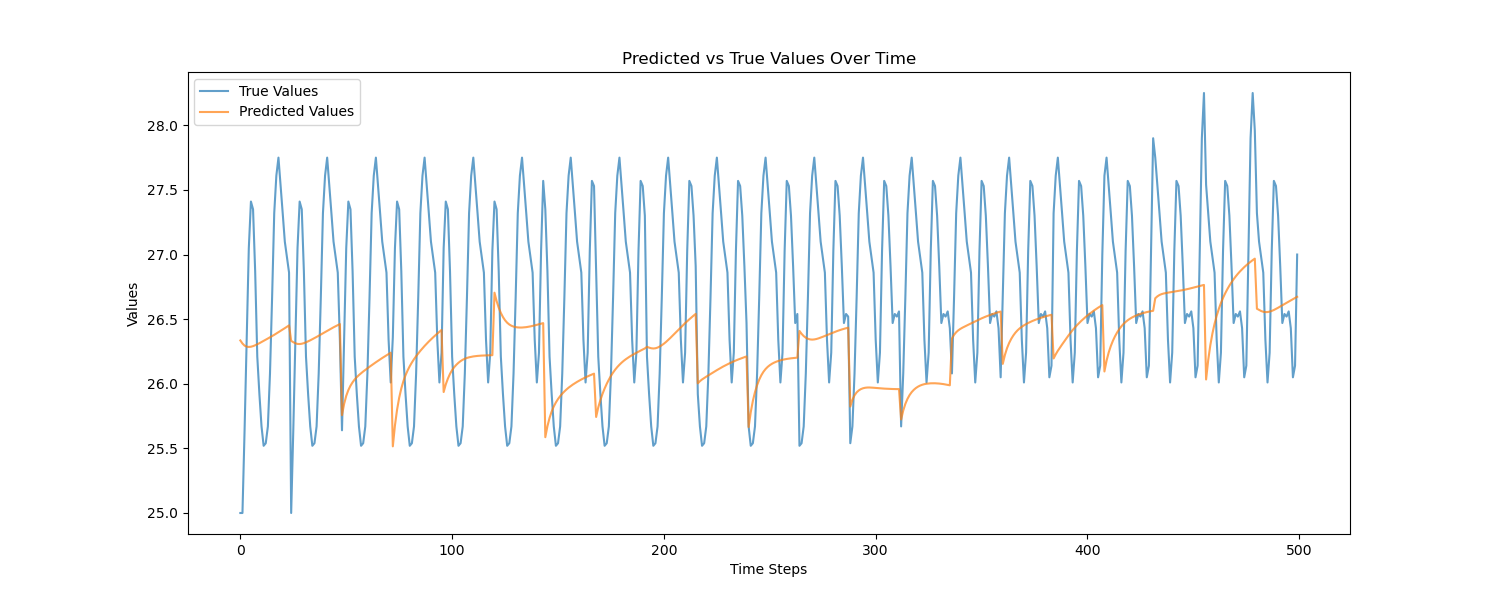 Predicted vs True Values Over Time
True Values
Predicted Values
Values
28.0
27.5
27.0
26.5
26.0
25.5
25.0
0
100
200
300
400
500
Time Steps